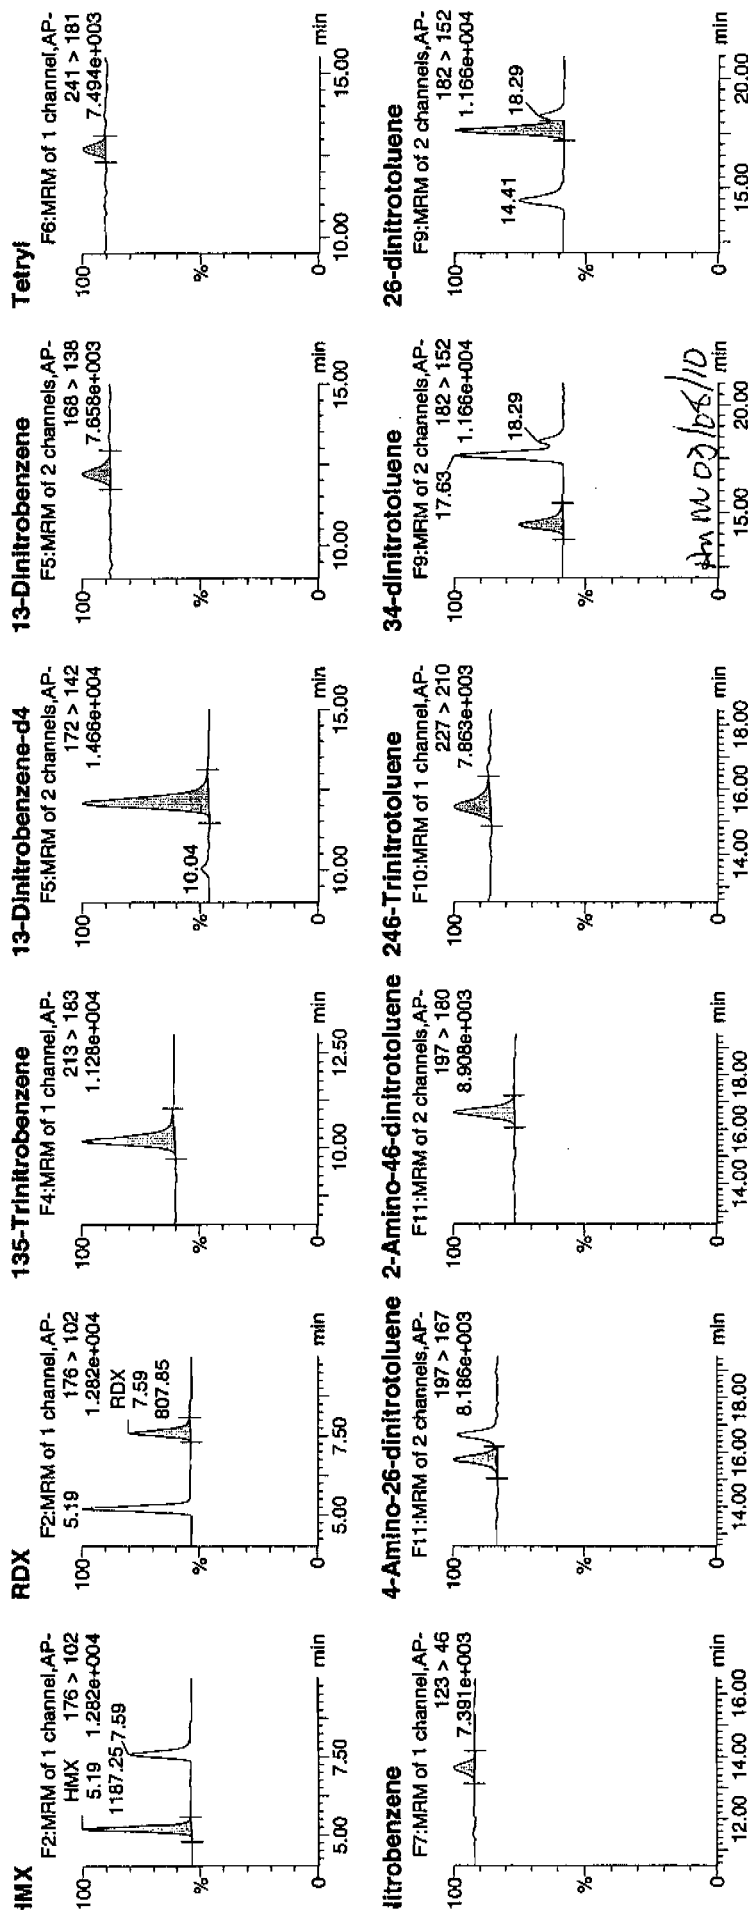 HMX
F2:MRM of 1 channel,AP-
176 > 102
1.282e+004
HMX
5.19
1187.25
7.59
100
%
0
5.00
7.50
min
RDX
F2:MRM of 1 channel,AP-
176 > 102
1.282e+004
5.19
RDX
7.59
807.85
100
%
0
5.00
7.50
min
135-Trinitrobenzene
F4:MRM of 1 channel,AP-
213 > 183
1.128e+004
100
%
0
10.00
12.50
min
13-Dinitrobenzene-d4
F5:MRM of 2 channels,AP-
172 > 142
1.466e+004
10.04
100
%
0
10.00
15.00
min
13-Dinitrobenzene
F5:MRM of 2 channels,AP-
168 > 138
7.658e+003
100
%
0
10.00
15.00
min
Tetryl
F6:MRM of 1 channel,AP-
241 > 181
7.494e+003
100
%
0
10.00
15.00
min
itrobenzene
F7:MRM of 1 channel,AP-
123 > 46
7.391e+003
100
%
0
12.00
14.00
16.00
min
4-Amino-26-dinitrotoluene
F11:MRM of 2 channels,AP-
197 > 167
8.186e+003
100
%
0
14.00
16.00
18.00
min
2-Amino-46-dinitrotoluene
F11:MRM of 2 channels,AP-
197 > 180
8.908e+003
100
%
0
14.00
16.00
18.00
min
246-Trinitrotoluene
F10:MRM of 1 channel,AP-
227 > 210
7.863e+003
100
%
0
14.00
16.00
18.00
min
34-dinitrotoluene
F9:MRM of 2 channels,AP-
182 > 152
1.166e+004
17.63
18.29
100
%
0
15.00
20.00
min
26-dinitrotoluene
F9:MRM of 2 channels,AP-
182 > 152
1.166e+004
14.41
18.29
100
%
0
15.00
20.00
min